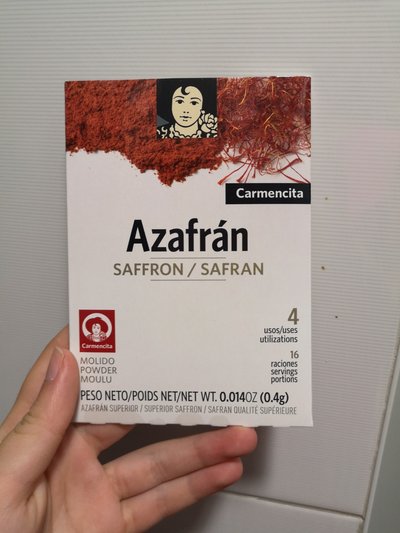 Carmencita
Azafrán
SAFFRON / SAFRAN
4
usos/uses
utilizations
Carmencita
16
raciones
servings
portions
MOLIDO
POWDER
MOULU
PESO NETO/POIDS NET/NET WT. 0.014OZ (0.4g)
AZAFRÁN SUPERIOR / SUPERIOR SAFFRON / SAFRAN QUALITÉ SUPÉRIEURE